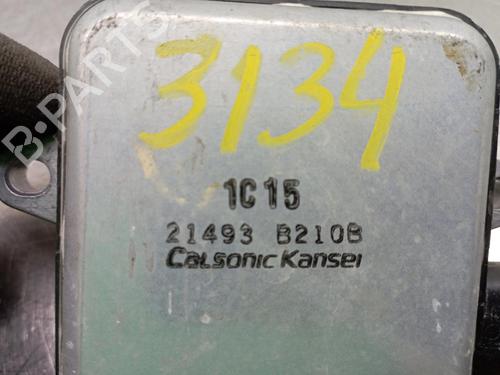 B-PARTS
3134
1C15
21493 B210B
CALSONIC KANSEI